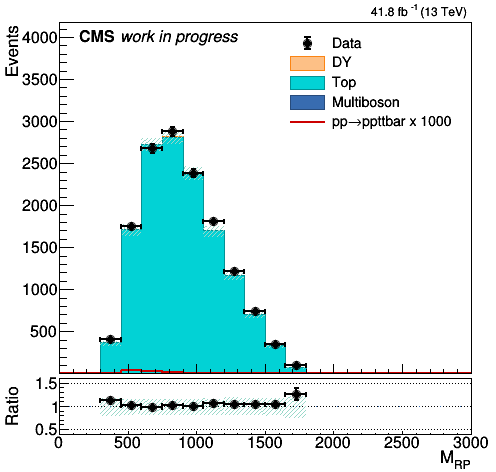 41.8 fb⁻¹ (13 TeV)
CMS work in progress
Events
4000
3500
3000
2500
2000
1500
1000
500
Data
DY
Top
Multiboson
pp→ppttbar x 1000
Ratio
1.5
1
0.5
0 500 1000 1500 2000 2500 3000
M_RP